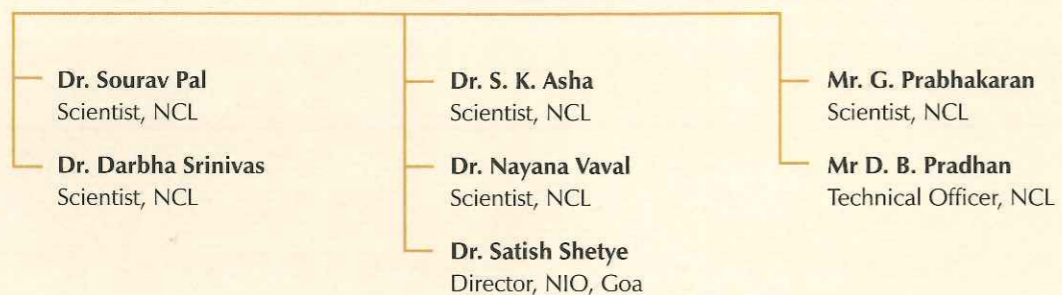 Dr. Sourav Pal
Scientist, NCL
Dr. Darbha Srinivas
Scientist, NCL
Dr. S. K. Asha
Scientist, NCL
Dr. Nayana Vaval
Scientist, NCL
Dr. Satish Shetye
Director, NIO, Goa
Mr. G. Prabhakaran
Scientist, NCL
Mr D. B. Pradhan
Technical Officer, NCL